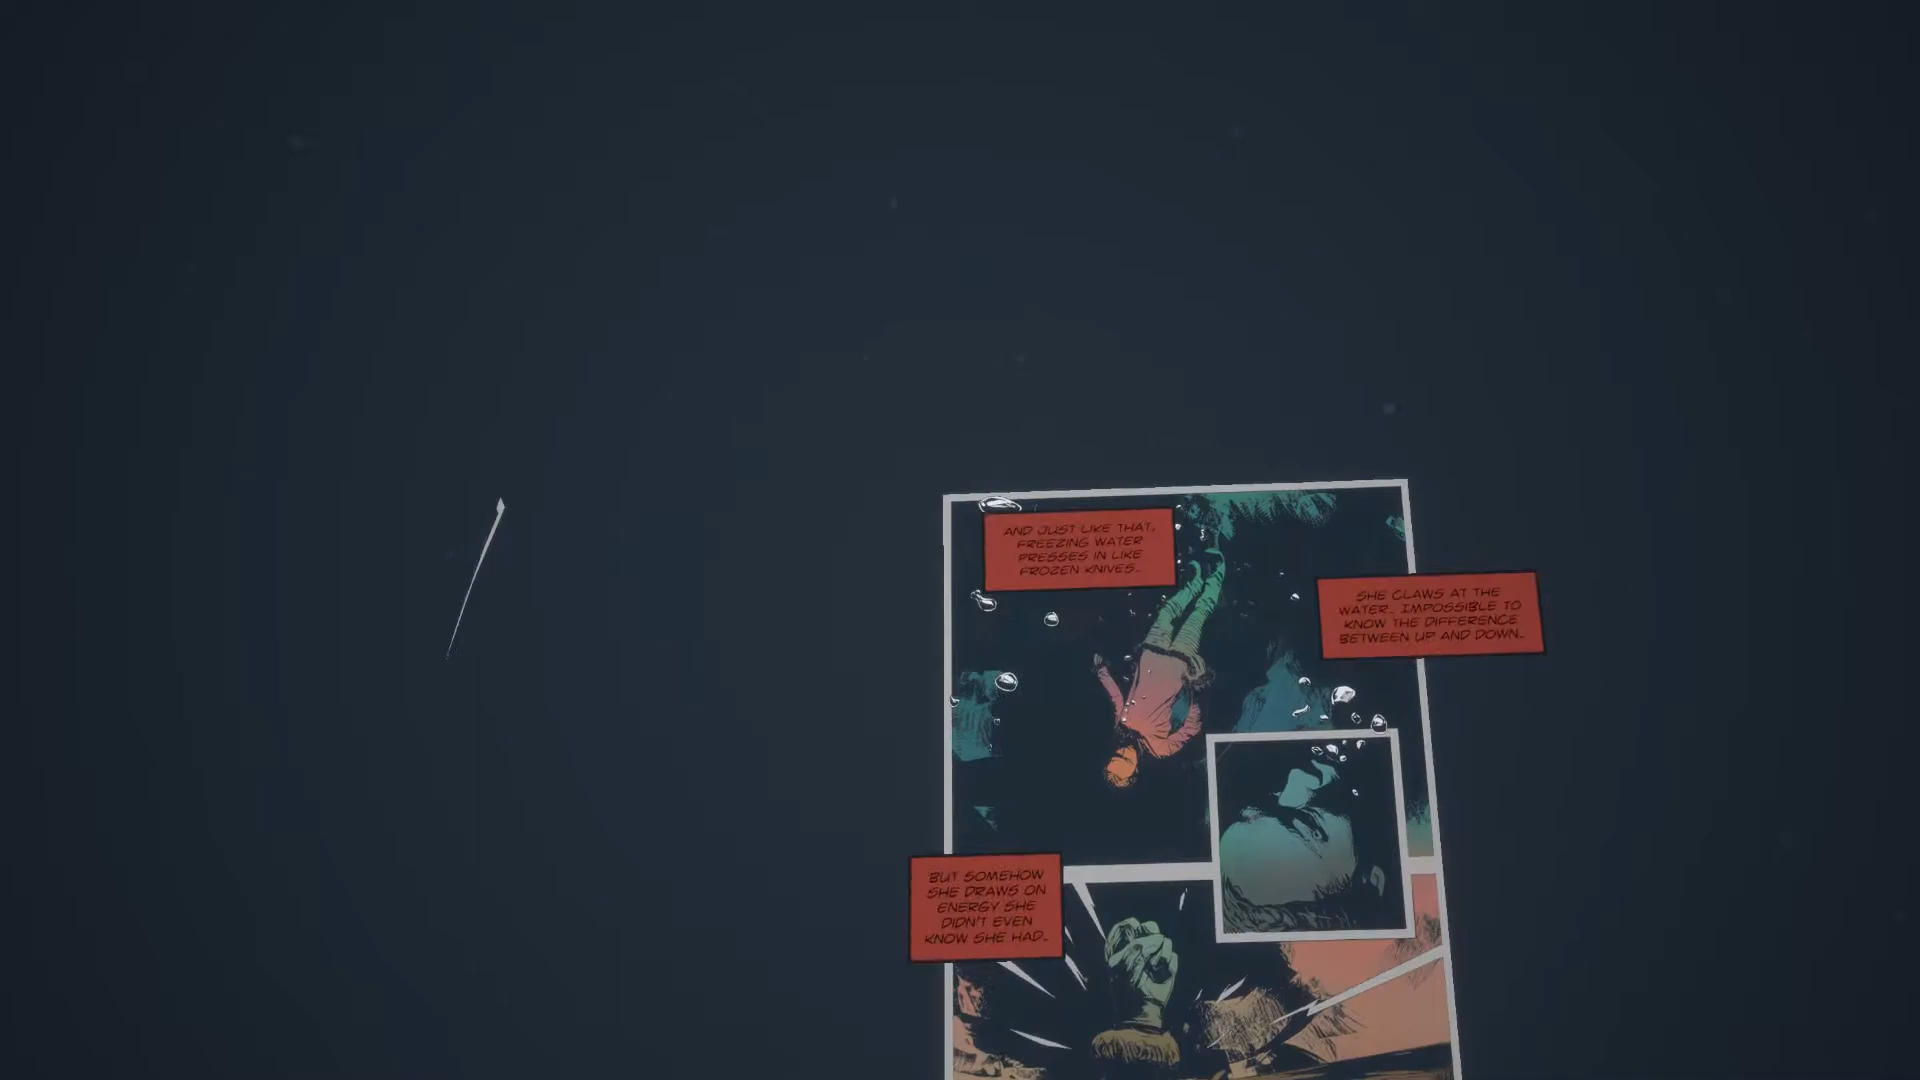 AND JUST LIKE THAT,
FREEZING WATER
PRESSES IN LIKE
FROZEN KNIVES..
SHE CLAWS AT THE
WATER.. IMPOSSIBLE TO
KNOW THE DIFFERENCE
BETWEEN UP AND DOWN..
BUT SOMEHOW
SHE DRAWS ON
ENERGY SHE
DIDN'T EVEN
KNOW SHE HAD..